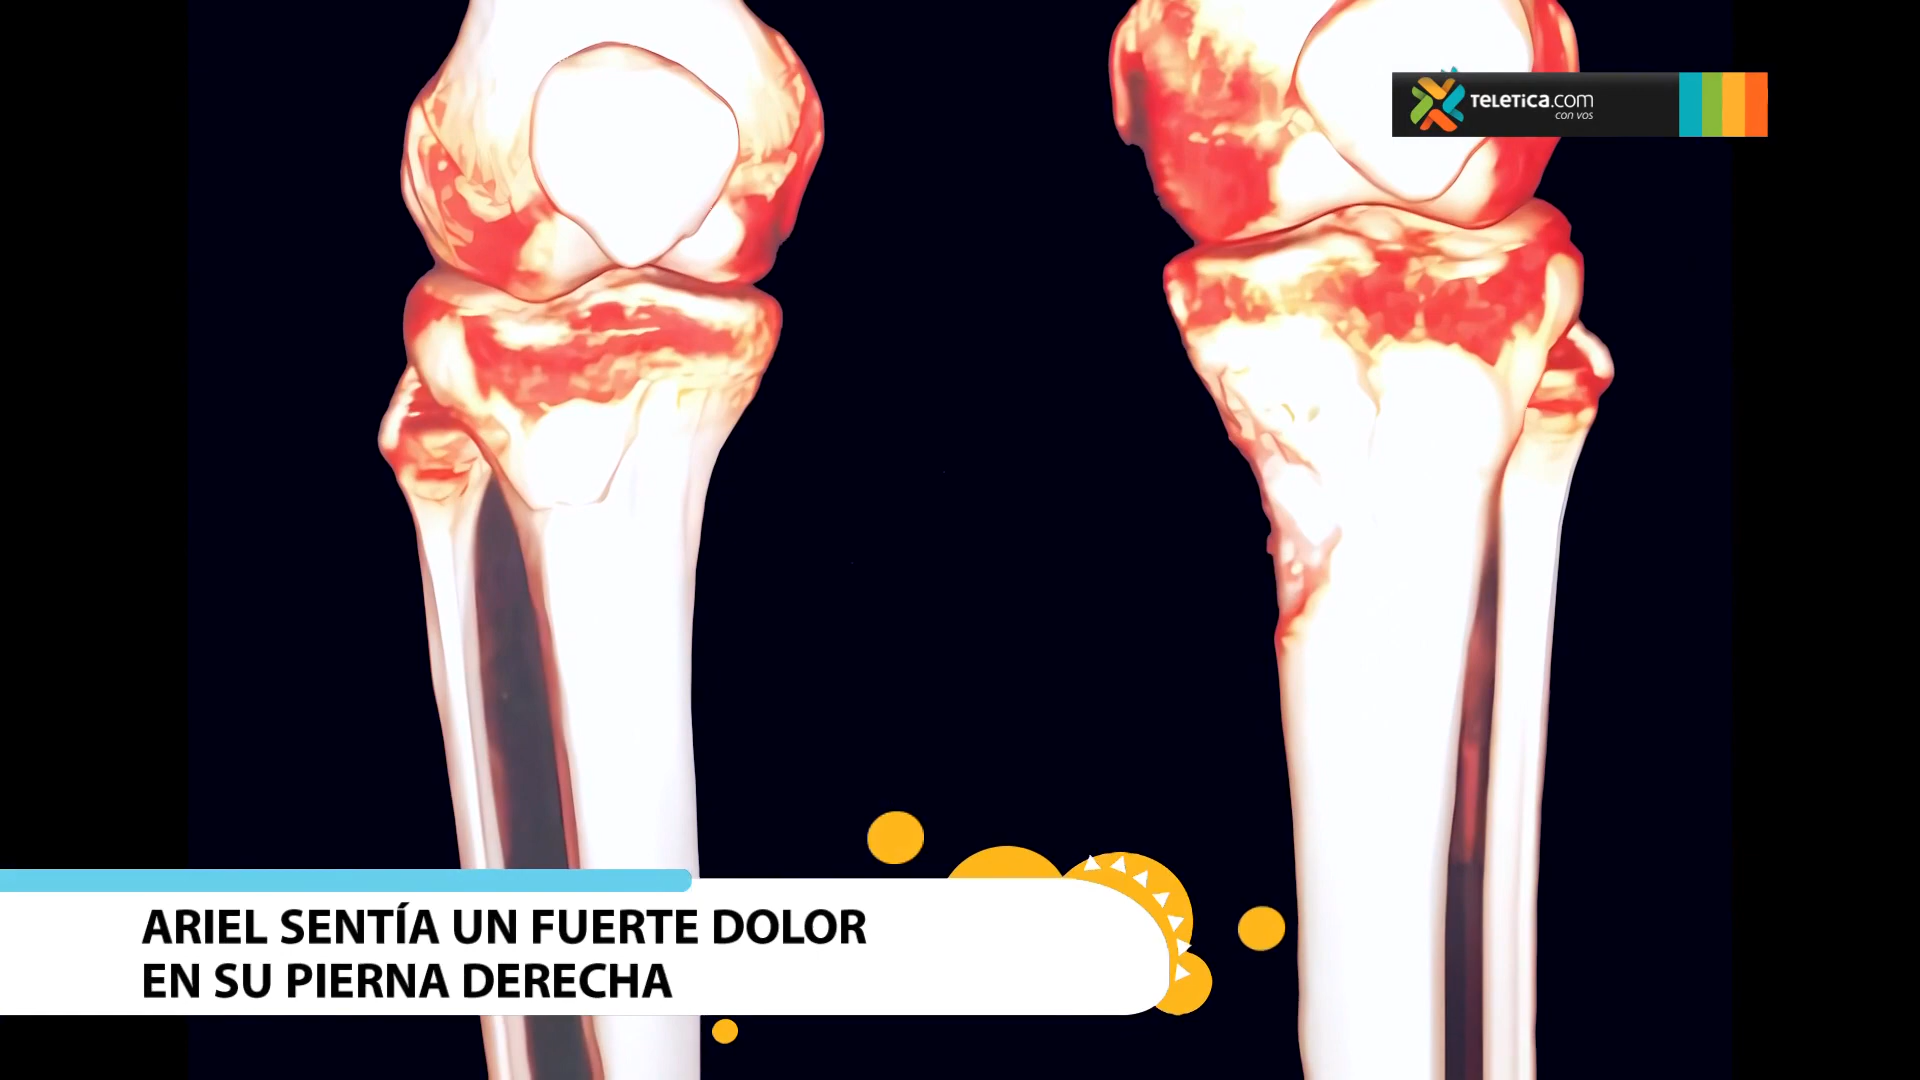 TELETICA.com
con vos
ARIEL SENTÍA UN FUERTE DOLOR
EN SU PIERNA DERECHA